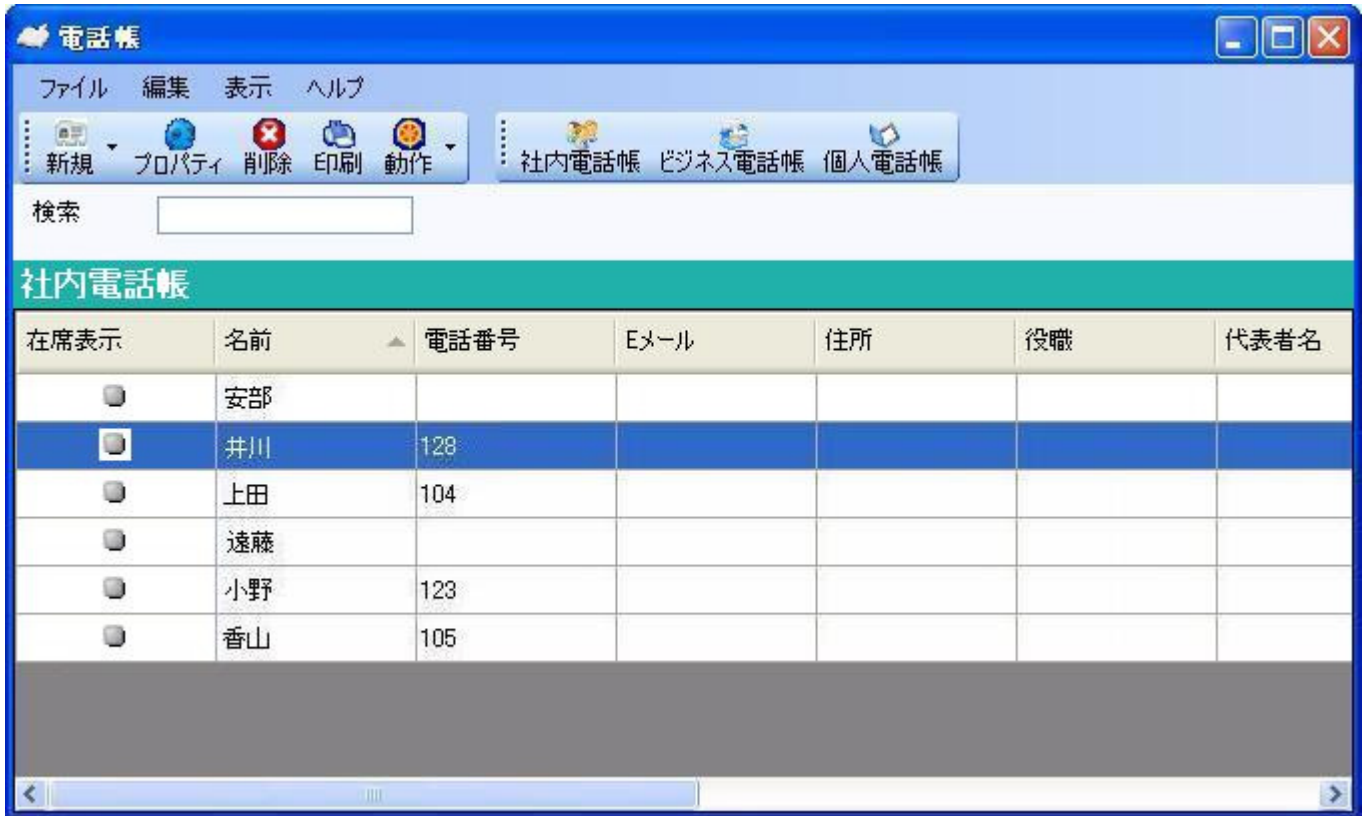 電話帳
ファイル 編集 表示 ヘルプ
新規 プロパティ 削除 印刷 動作 社内電話帳 ビジネス電話帳 個人電話帳
検索
社内電話帳
在席表示 名前 電話番号 Eメール 住所 役職 代表者名
安部
井川 128
上田 104
遠藤
小野 123
香山 105